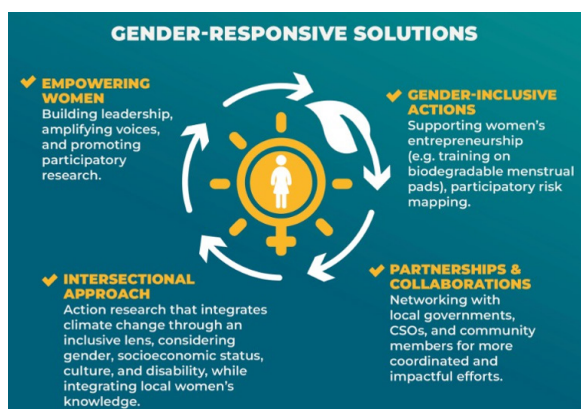 GENDER-RESPONSIVE SOLUTIONS
EMPOWERING
WOMEN
Building leadership,
amplifying voices,
and promoting
participatory
research.
GENDER-INCLUSIVE
ACTIONS
Supporting women's
entrepreneurship
(e.g. training on
biodegradable menstrual
pads), participatory risk
mapping.
INTERSECTIONAL
APPROACH
Action research that integrates
climate change through an
inclusive lens, considering
gender, socioeconomic status,
culture, and disability, while
integrating local women's
knowledge.
PARTNERSHIPS &
COLLABORATIONS
Networking with
local governments,
CSOs, and community
members for more
coordinated and
impactful efforts.